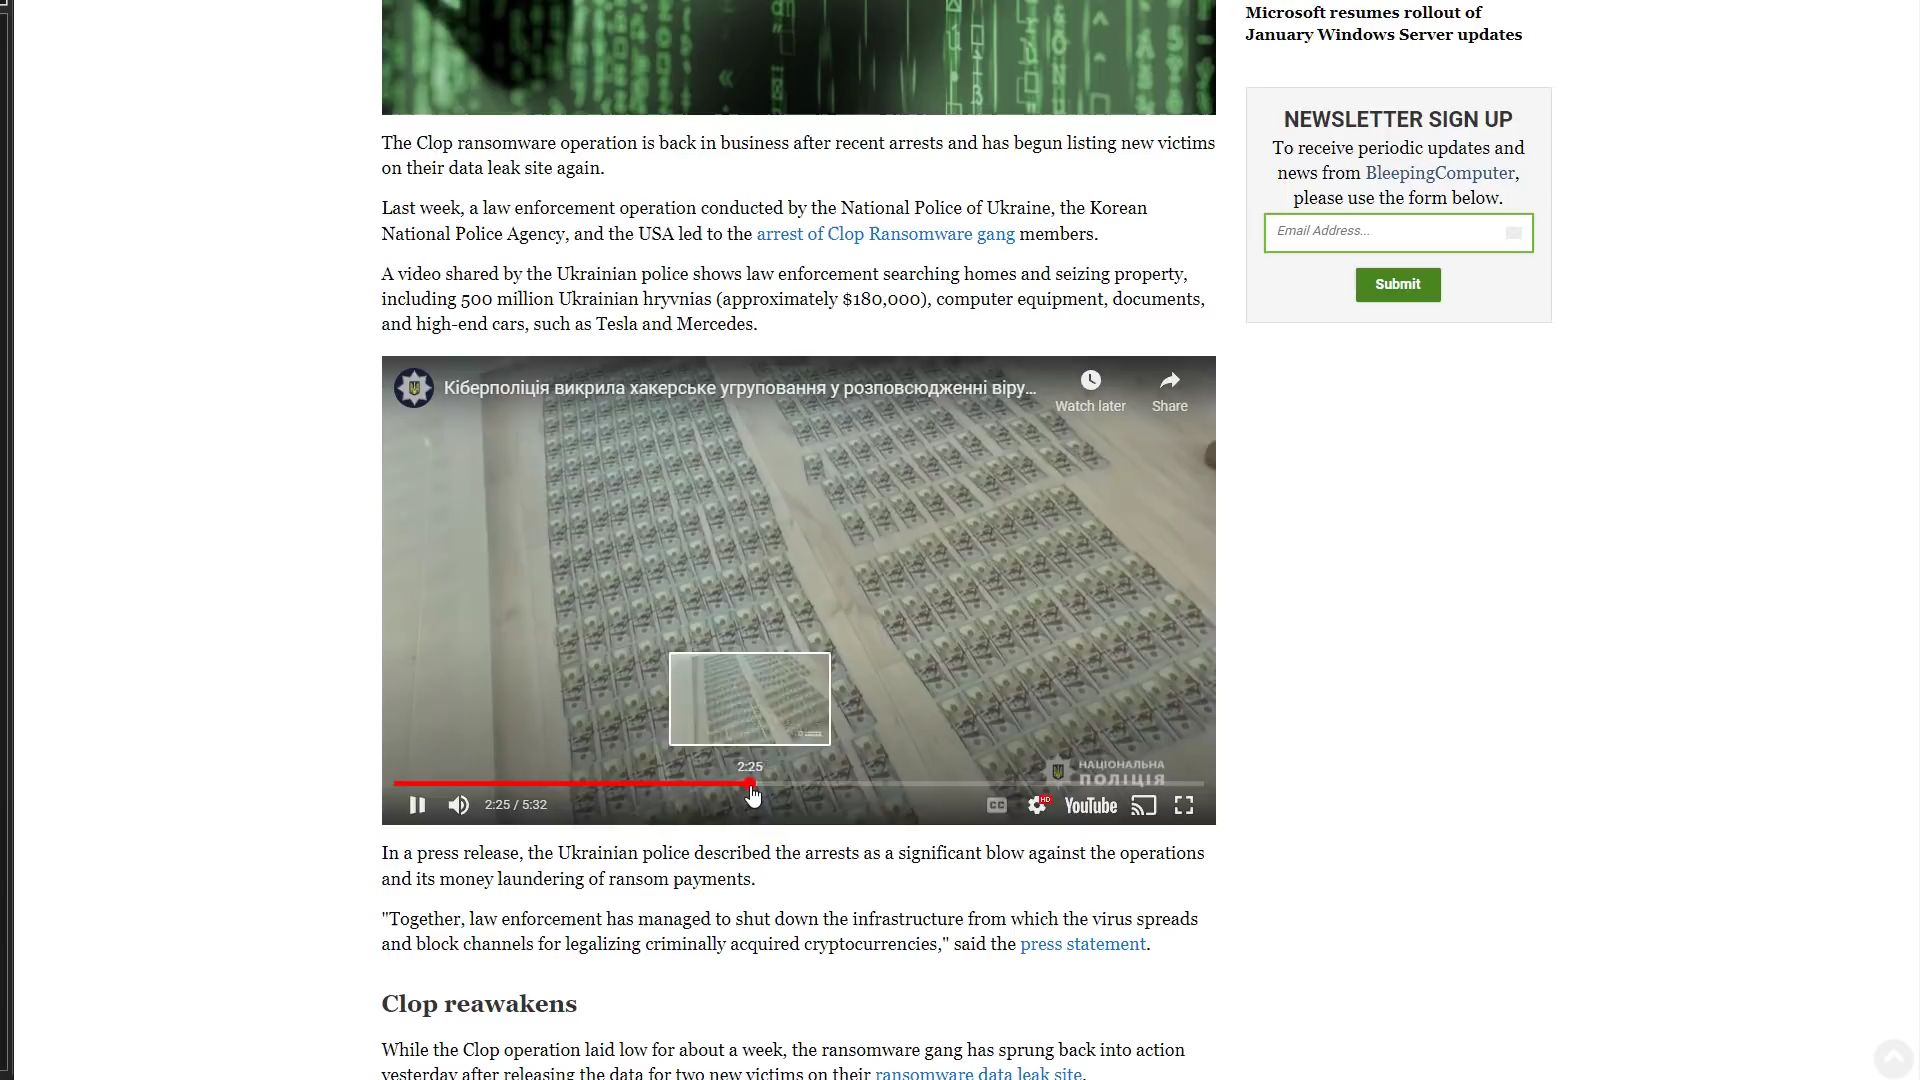 Microsoft resumes rollout of
January Windows Server updates
NEWSLETTER SIGN UP
To receive periodic updates and
news from BleepingComputer,
please use the form below.
Email Address...
Submit
The Clop ransomware operation is back in business after recent arrests and has begun listing new victims
on their data leak site again.
Last week, a law enforcement operation conducted by the National Police of Ukraine, the Korean
National Police Agency, and the USA led to the arrest of Clop Ransomware gang members.
A video shared by the Ukrainian police shows law enforcement searching homes and seizing property,
including 500 million Ukrainian hryvnias (approximately $180,000), computer equipment, documents,
and high-end cars, such as Tesla and Mercedes.
Кіберполіція викрила хакерське угруповання у розповсюдженні віру...
Watch later
Share
2:25
НАЦІОНАЛЬНА
ПОЛІЦІЯ
2:25 / 5:32
CC
HD
YouTube
In a press release, the Ukrainian police described the arrests as a significant blow against the operations
and its money laundering of ransom payments.
"Together, law enforcement has managed to shut down the infrastructure from which the virus spreads
and block channels for legalizing criminally acquired cryptocurrencies," said the press statement.
Clop reawakens
While the Clop operation laid low for about a week, the ransomware gang has sprung back into action
yesterday after releasing the data for two new victims on their ransomware data leak site.